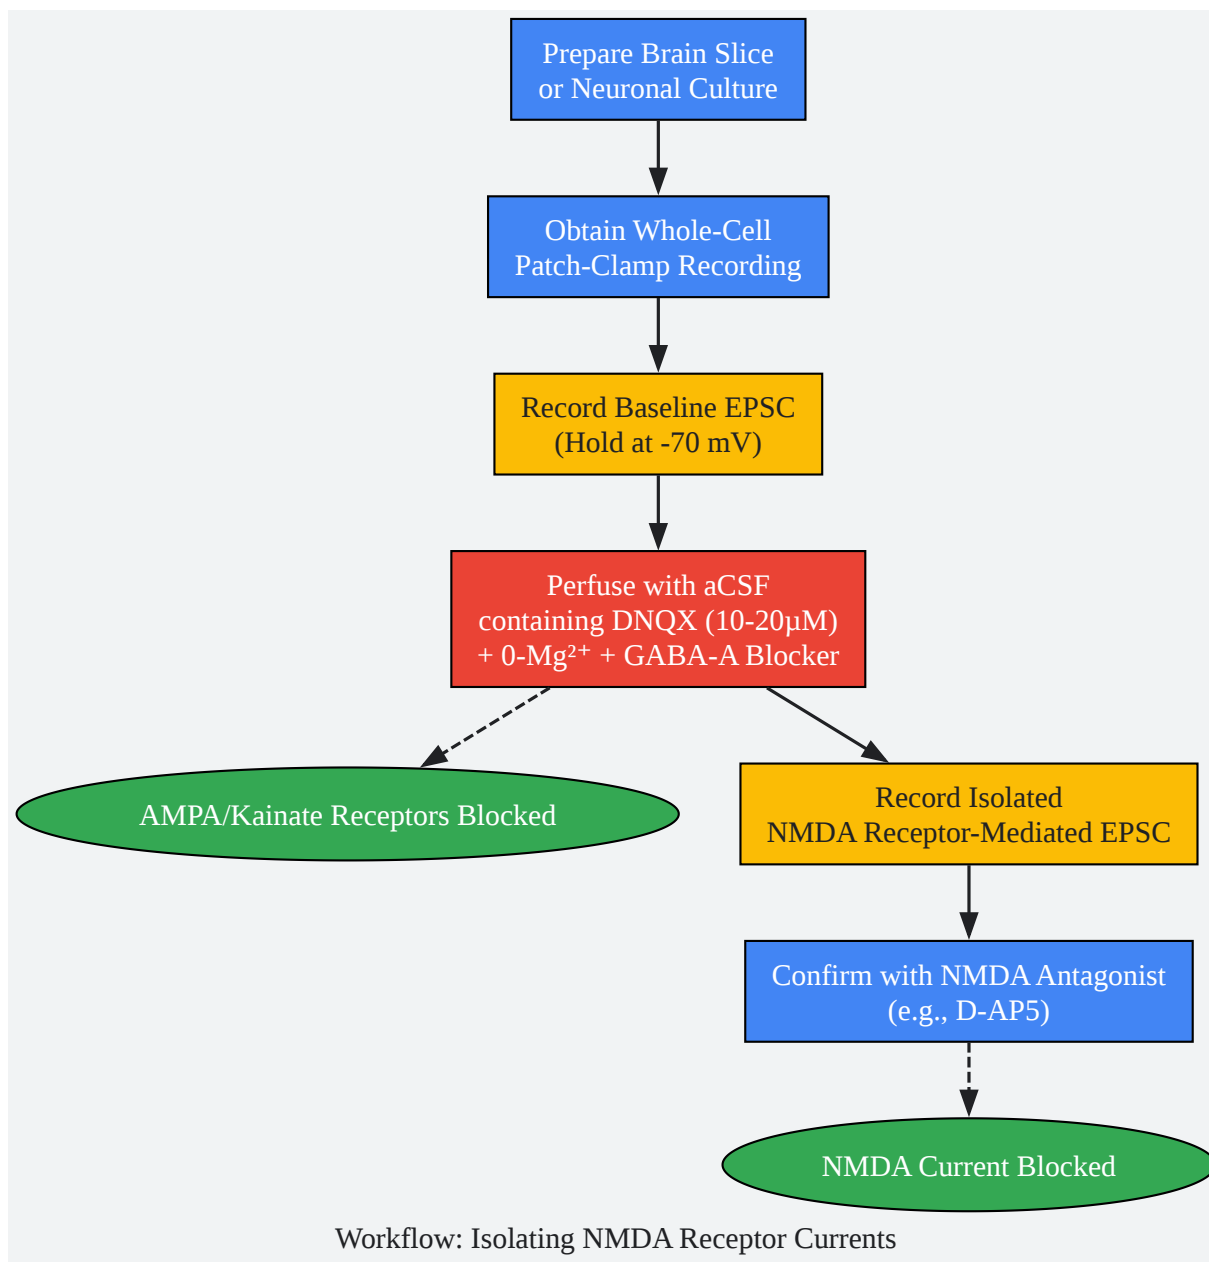 Prepare Brain Slice
or Neuronal Culture
Obtain Whole-Cell
Patch-Clamp Recording
Record Baseline EPSC
(Hold at -70 mV)
Perfuse with aCSF
containing DNQX (10-20µM)
+ 0-Mg²⁺ + GABA-A Blocker
AMPA/Kainate Receptors Blocked
Record Isolated
NMDA Receptor-Mediated EPSC
Confirm with NMDA Antagonist
(e.g., D-AP5)
NMDA Current Blocked
Workflow: Isolating NMDA Receptor Currents